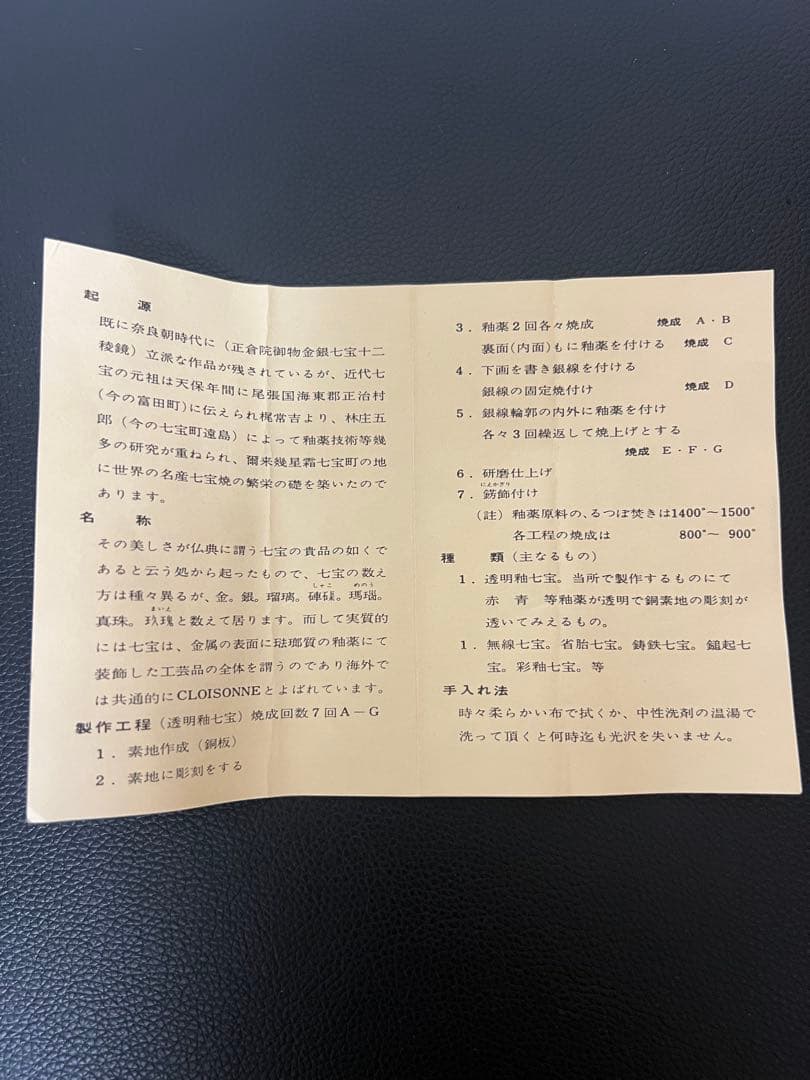 起　源
既に奈良朝時代に（正倉院御物金銀七宝十二
稜鏡）立派な作品が残されているが、近代七
宝の元祖は天保年間に尾張国海東郡正治村
(今の富田町)に伝えられ梶常吉より、林庄五
郎（今の七宝町遠島）によって釉薬技術等幾
多の研究が重ねられ、爾来幾星霜七宝町の地
に世界の名産七宝焼の繁栄の礎を築いたので
あります。
名　称
その美しさが仏典に謂う七宝の貴品の如くで
あると云う処から起ったもので、七宝の数え
しゃこ　めのう
方は種々異るが、金。銀。瑠璃。硨磲。瑪瑙。
まいえ
真珠。玫瑰と数えて居ります。而して実質的
には七宝は、金属の表面に琺瑯質の釉薬にて
装飾した工芸品の全体を謂うのであり海外で
は共通的にCLOISONNEとよばれています。
製作工程（透明釉七宝）焼成回数7回A－G
1．素地作成（銅板）
2．素地に彫刻をする
3．釉薬2回各々焼成　焼成 A・B
裏面(内面)もに釉薬を付ける　焼成 C
4．下画を書き銀線を付ける
銀線の固定焼付け　焼成 D
5．銀線輪郭の内外に釉薬を付け
各々3回繰返して焼上げとする
焼成 E・F・G
6．研磨仕上げ
7．飾付け
（註）釉薬原料の、るつぼ焚きは1400°～1500°
各工程の焼成は　800°～ 900°
種　類（主なるもの）
1．透明釉七宝。当所で製作するものにて
赤 青 等釉薬が透明で銅素地の彫刻が
透いてみえるもの。
1．無線七宝。省胎七宝。鋳鉄七宝。鎚起七
宝。彩釉七宝。等
手入れ法
時々柔らかい布で拭くか、中性洗剤の温湯で
洗って頂くと何時迄も光沢を失いません。